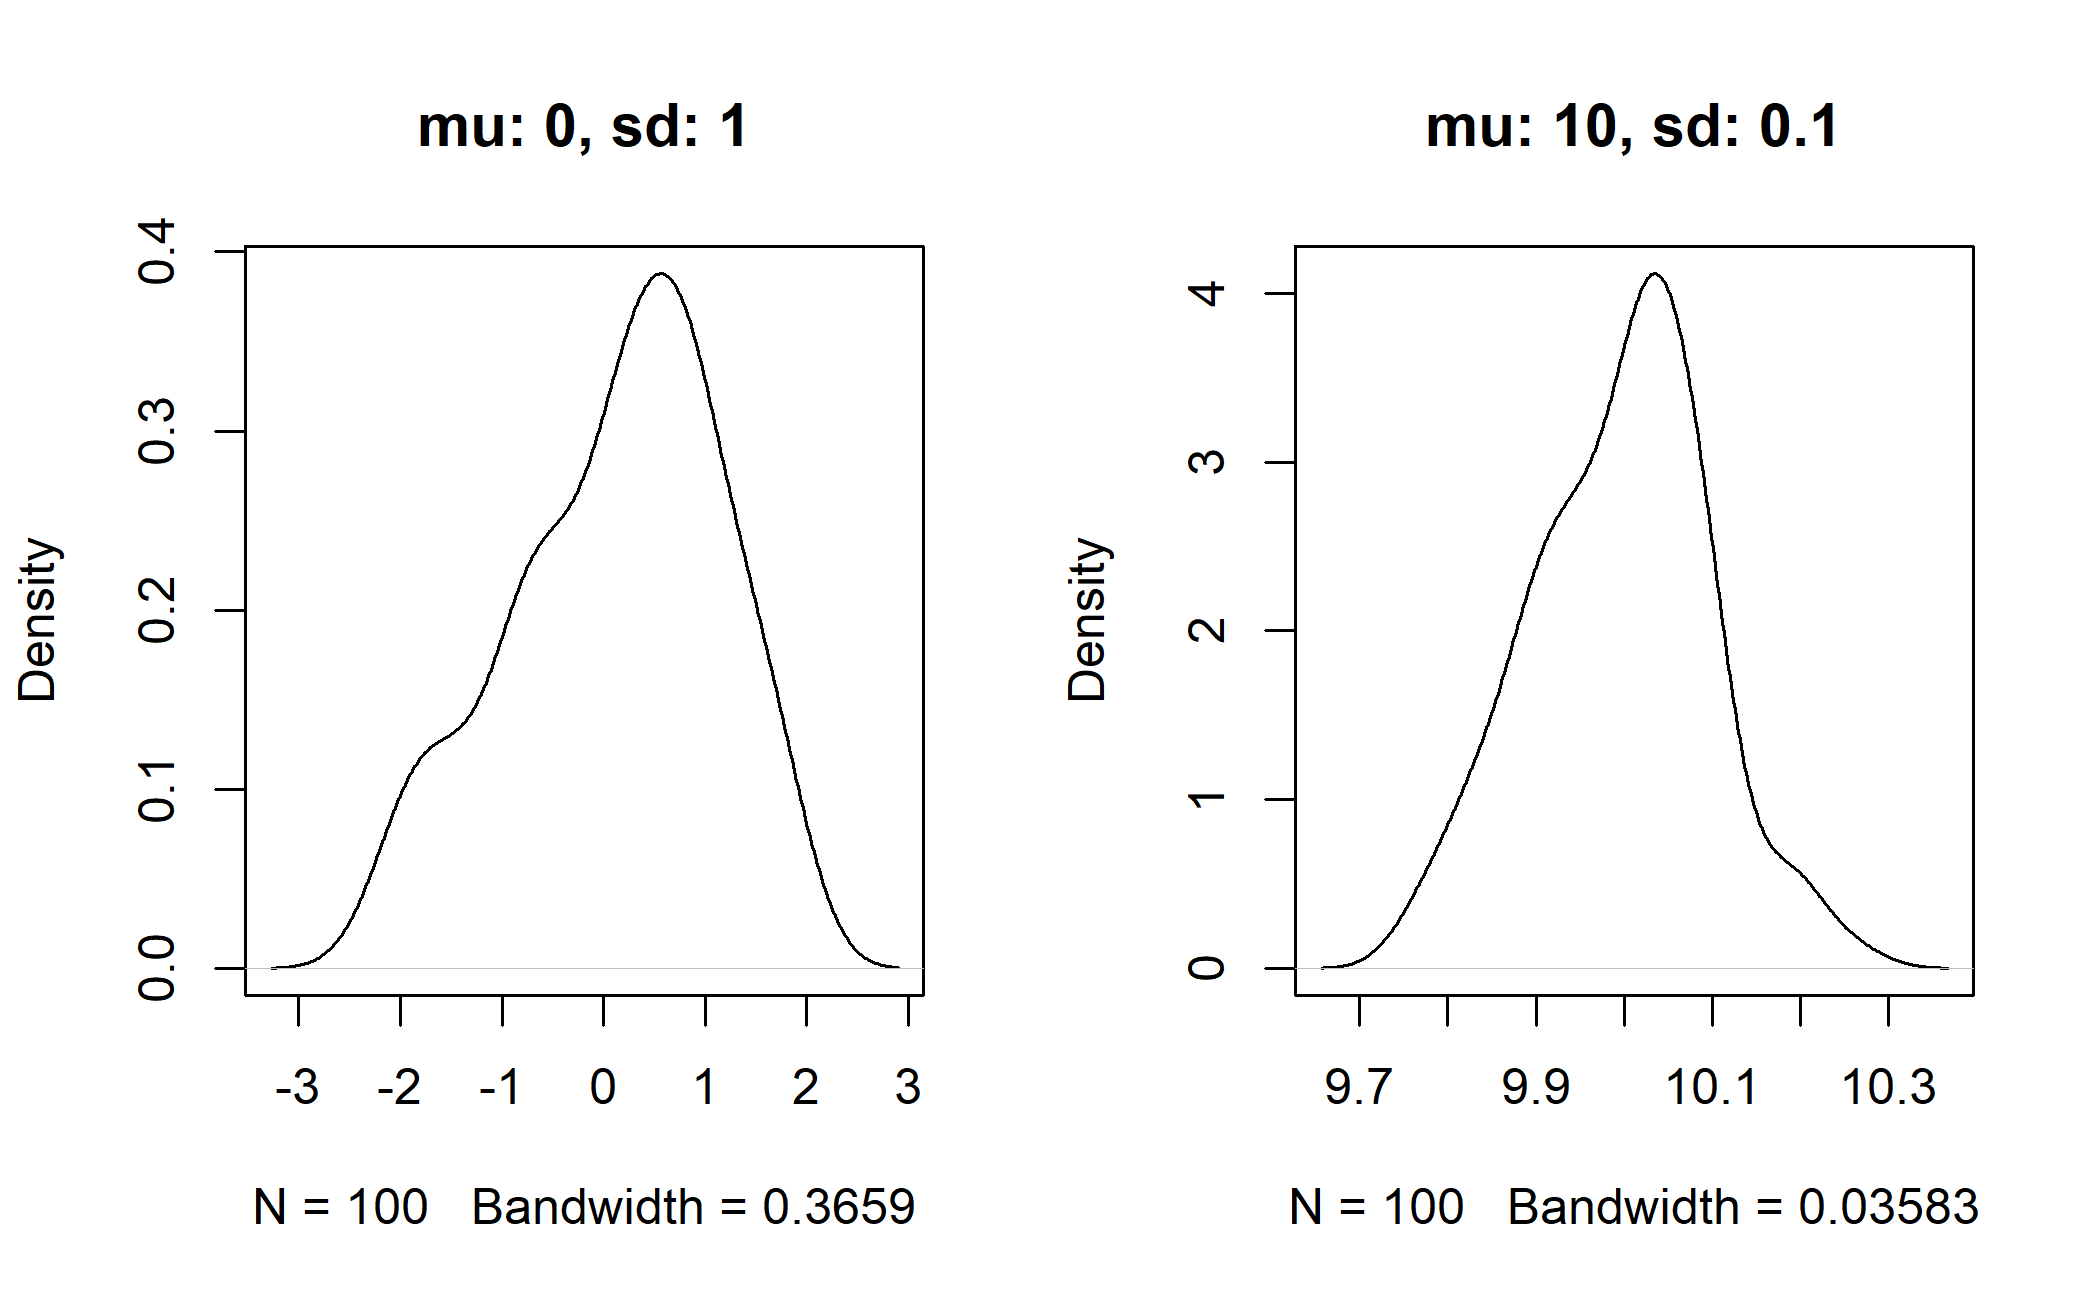 mu: 0, sd: 1
Density
0.4
0.3
0.2
0.1
0.0
-3 -2 -1 0 1 2 3
N = 100 Bandwidth = 0.3659
mu: 10, sd: 0.1
Density
4
3
2
1
0
9.7 9.9 10.1 10.3
N = 100 Bandwidth = 0.03583